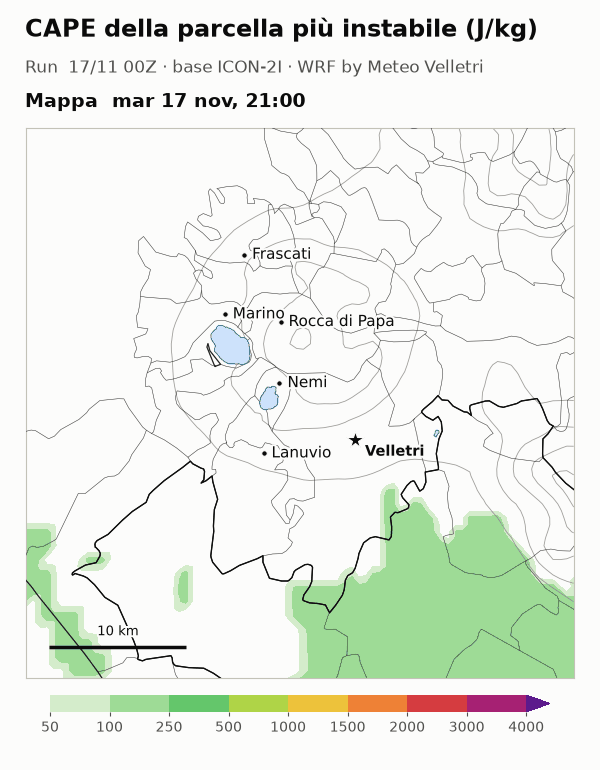 CAPE della parcella più instabile (J/kg)
Run  17/11 00Z · base ICON-2I · WRF by Meteo Velletri
Mappa  mar 17 nov, 21:00
Frascati
Marino
Rocca di Papa
Nemi
Lanuvio
Velletri
10 km
50 100 250 500 1000 1500 2000 3000 4000